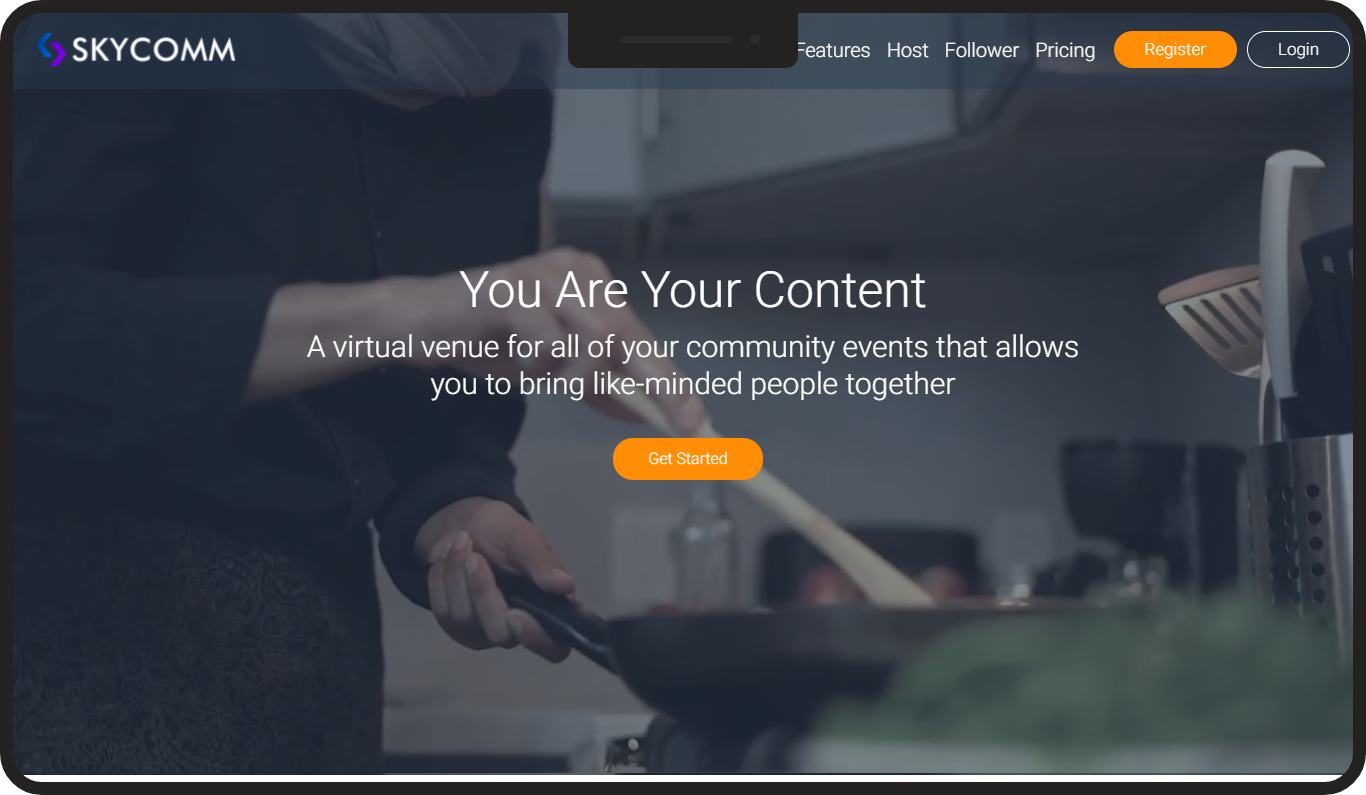 SKYCOMM
Features Host Follower Pricing Register Login
You Are Your Content
A virtual venue for all of your community events that allows
you to bring like-minded people together
Get Started